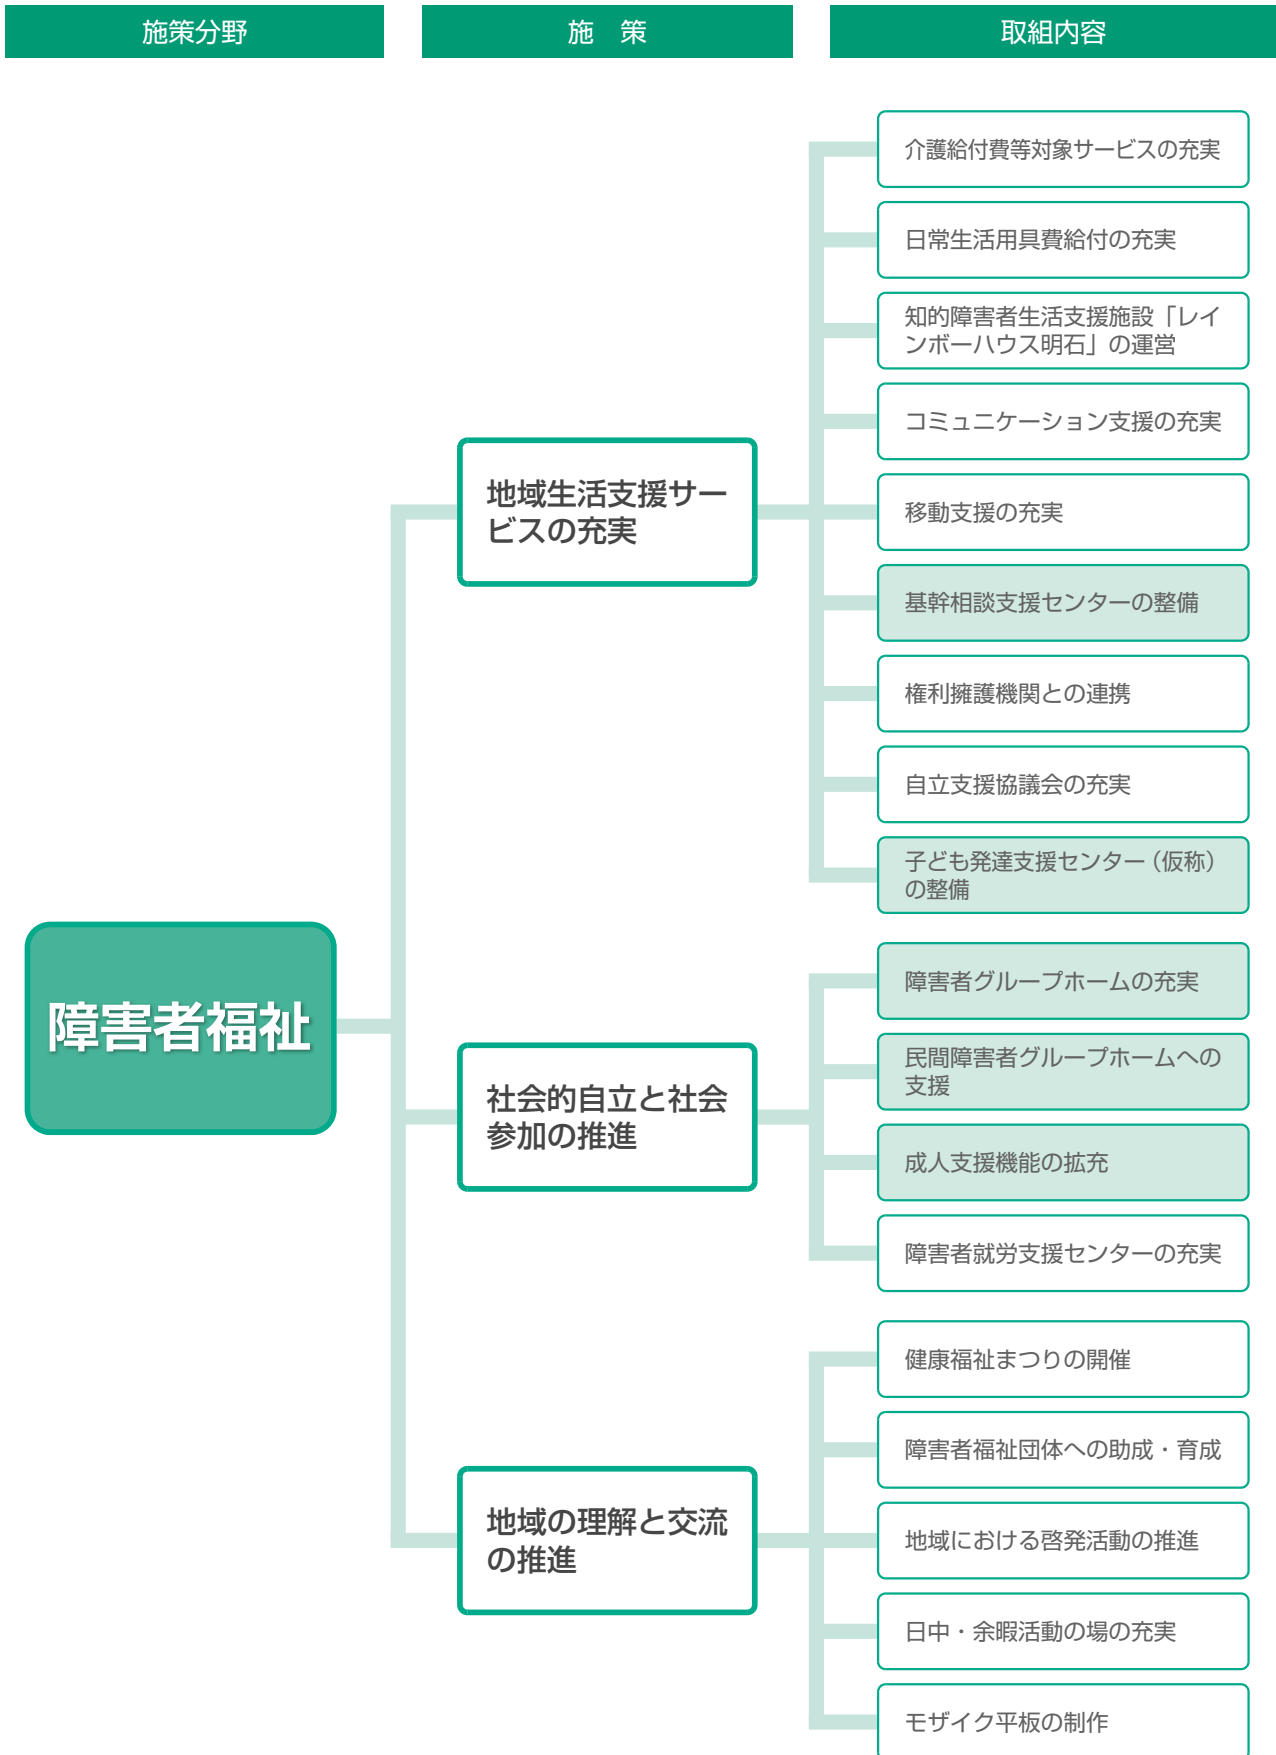 施策分野
施　策
取組内容
介護給付費等対象サービスの充実
日常生活用具費給付の充実
知的障害者生活支援施設「レイ
ンボーハウス明石」の運営
コミュニケーション支援の充実
地域生活支援サー
ビスの充実
移動支援の充実
基幹相談支援センターの整備
権利擁護機関との連携
自立支援協議会の充実
子ども発達支援センター（仮称）
の整備
障害者福祉
障害者グループホームの充実
民間障害者グループホームへの
支援
社会的自立と社会
参加の推進
成人支援機能の拡充
障害者就労支援センターの充実
健康福祉まつりの開催
障害者福祉団体への助成・育成
地域の理解と交流
の推進
地域における啓発活動の推進
日中・余暇活動の場の充実
モザイク平板の制作